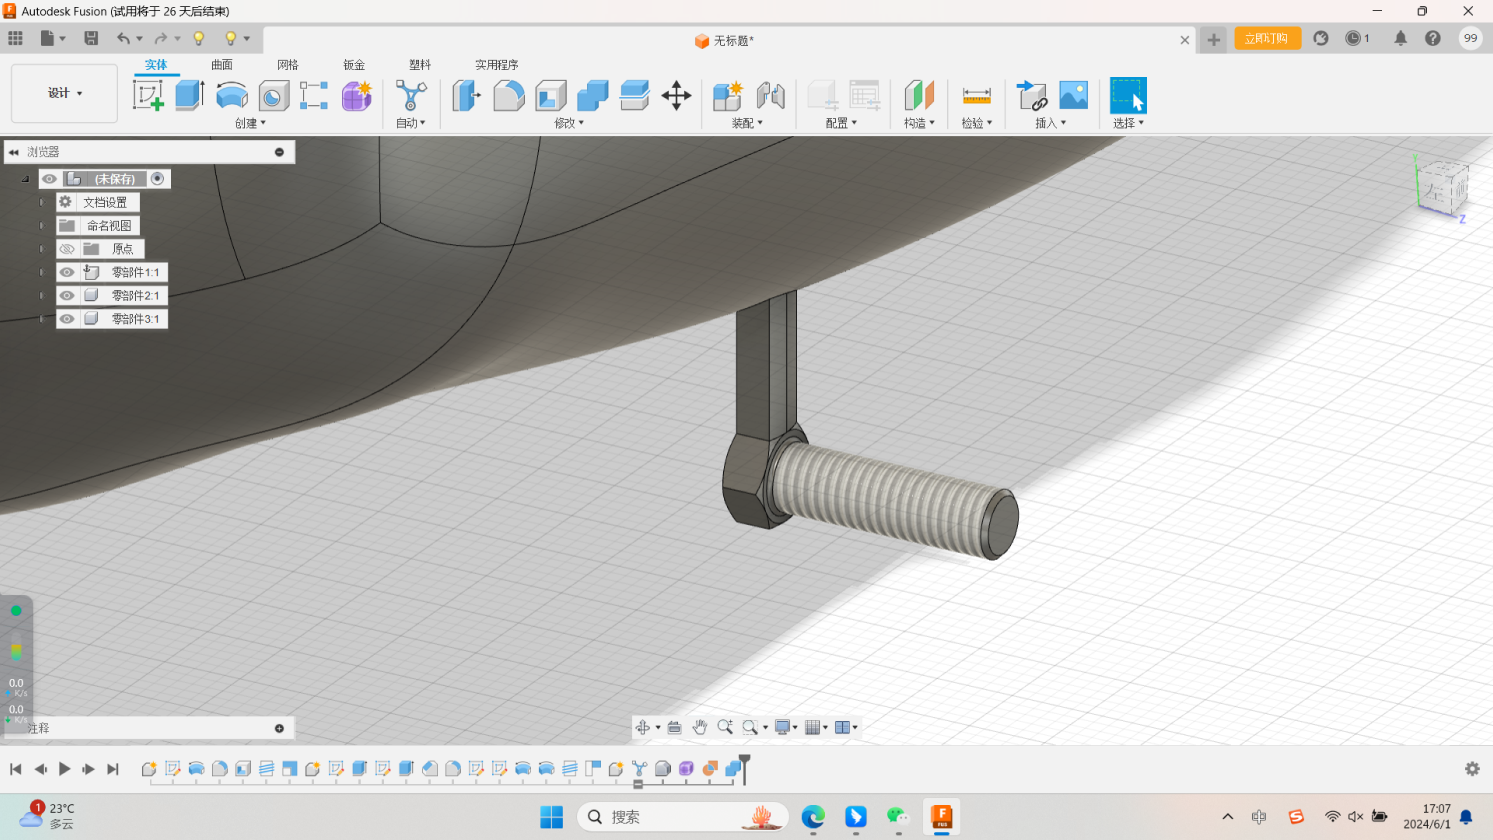 Autodesk Fusion (试用将于 26 天后结束)
无标题*
立即订购
1
99
实体
曲面
网格
钣金
塑料
实用程序
设计
创建
自动
修改
装配
配置
构造
检验
插入
选择
浏览器
(未保存)
文档设置
命名视图
原点
零部件1:1
零部件2:1
零部件3:1
Y
左
前
Z
0.0
K/s
0.0
K/s
注释
1
23°C
多云
搜索
FUS
中
17:07
2024/6/1